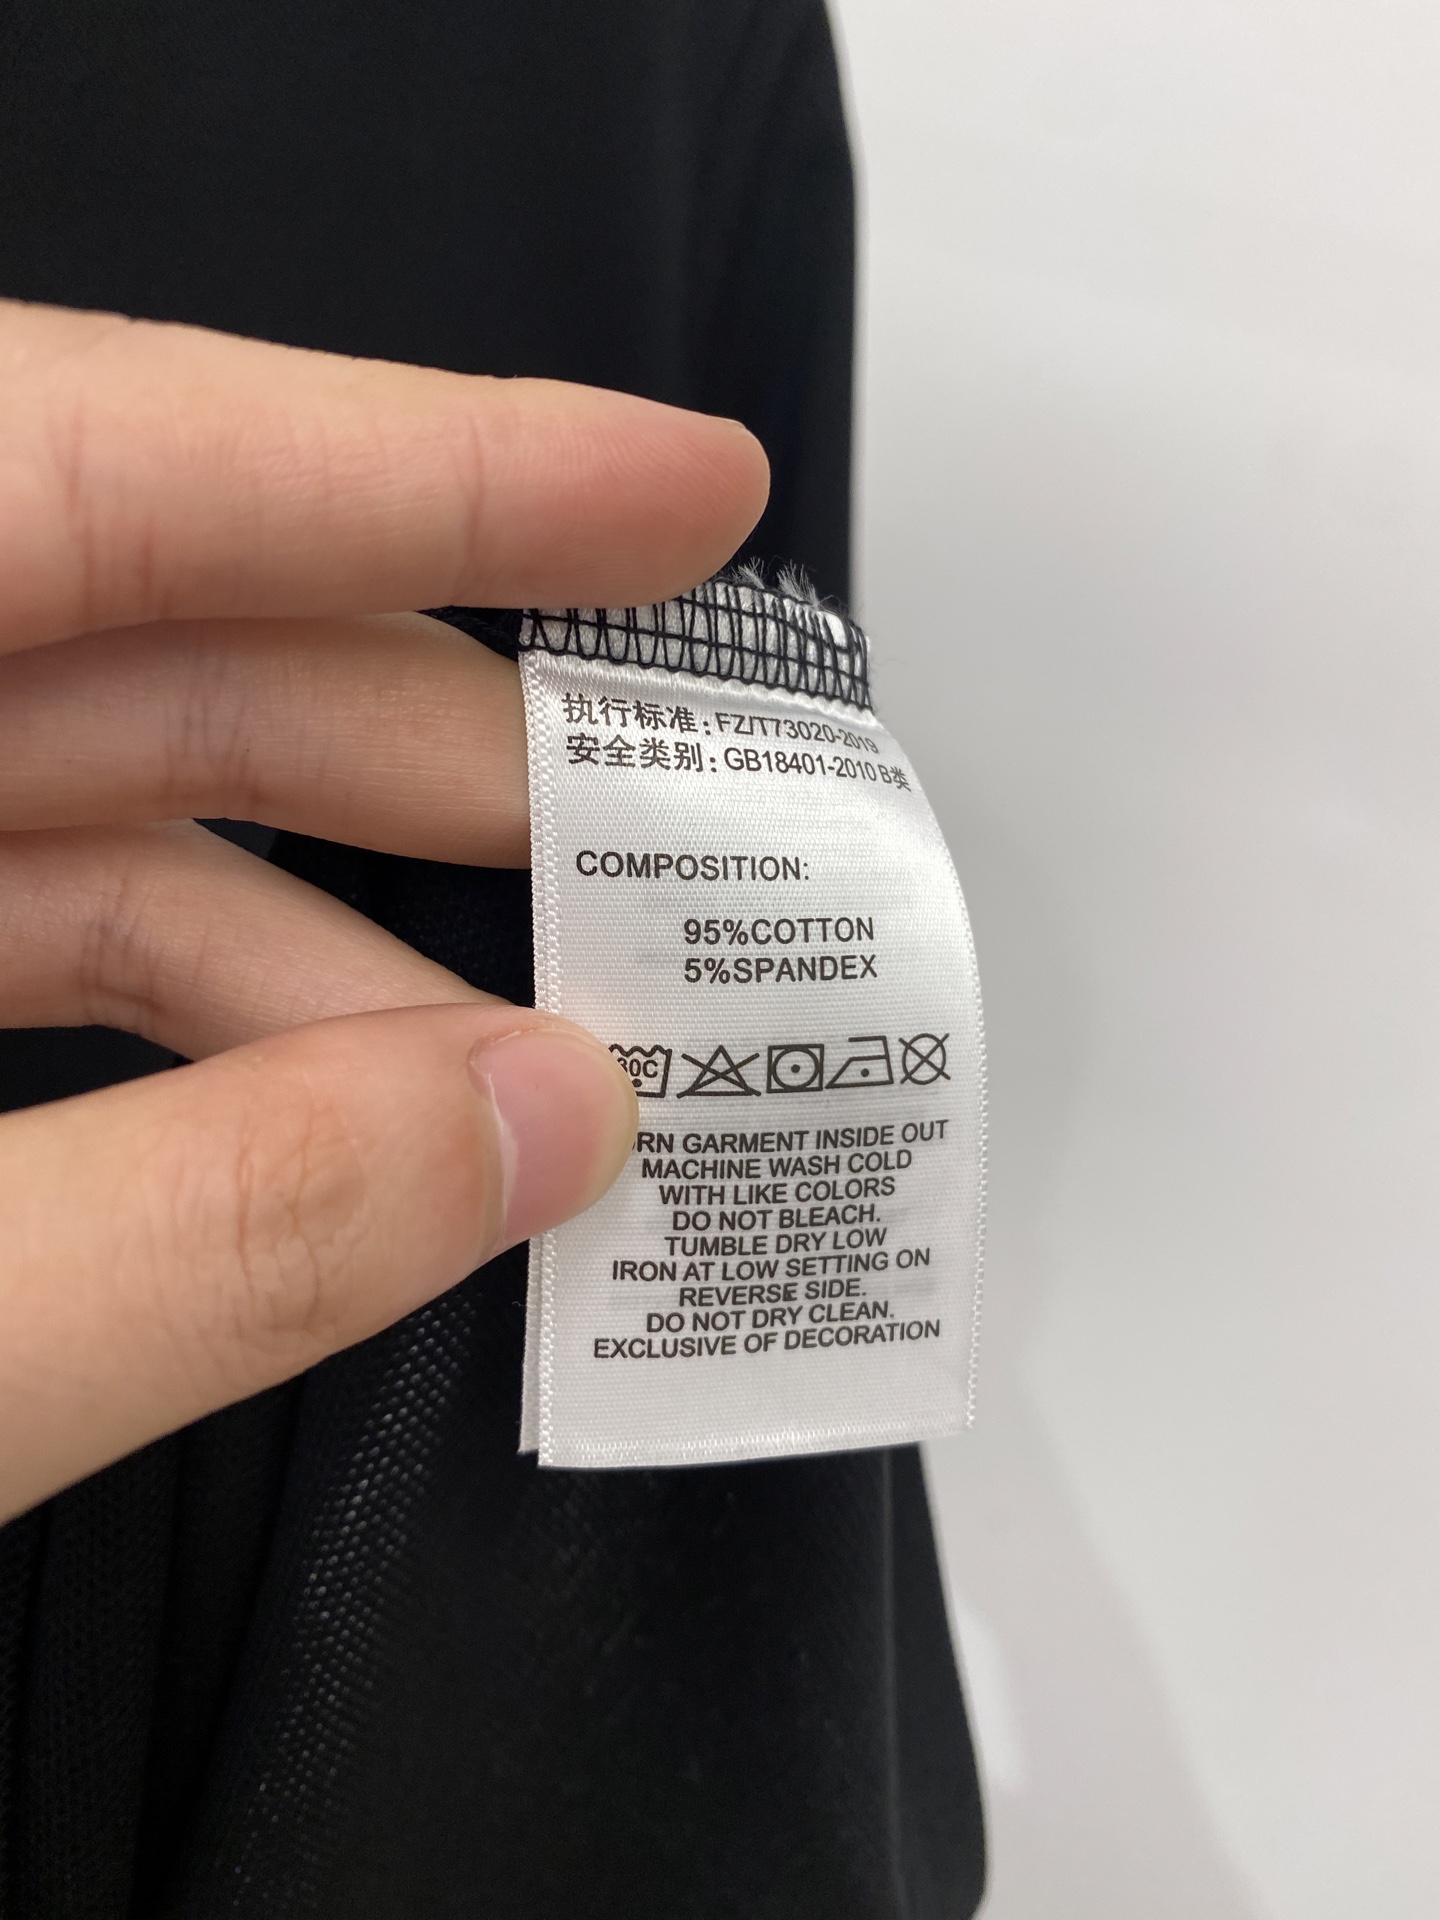 执行标准: FZ/T73020-2019
安全类别: GB18401-2010 B类
COMPOSITION:
95%COTTON
5%SPANDEX
30C
GARMENT INSIDE OUT
MACHINE WASH COLD
WITH LIKE COLORS
DO NOT BLEACH.
TUMBLE DRY LOW
IRON AT LOW SETTING ON
REVERSE SIDE.
DO NOT DRY CLEAN.
EXCLUSIVE OF DECORATION